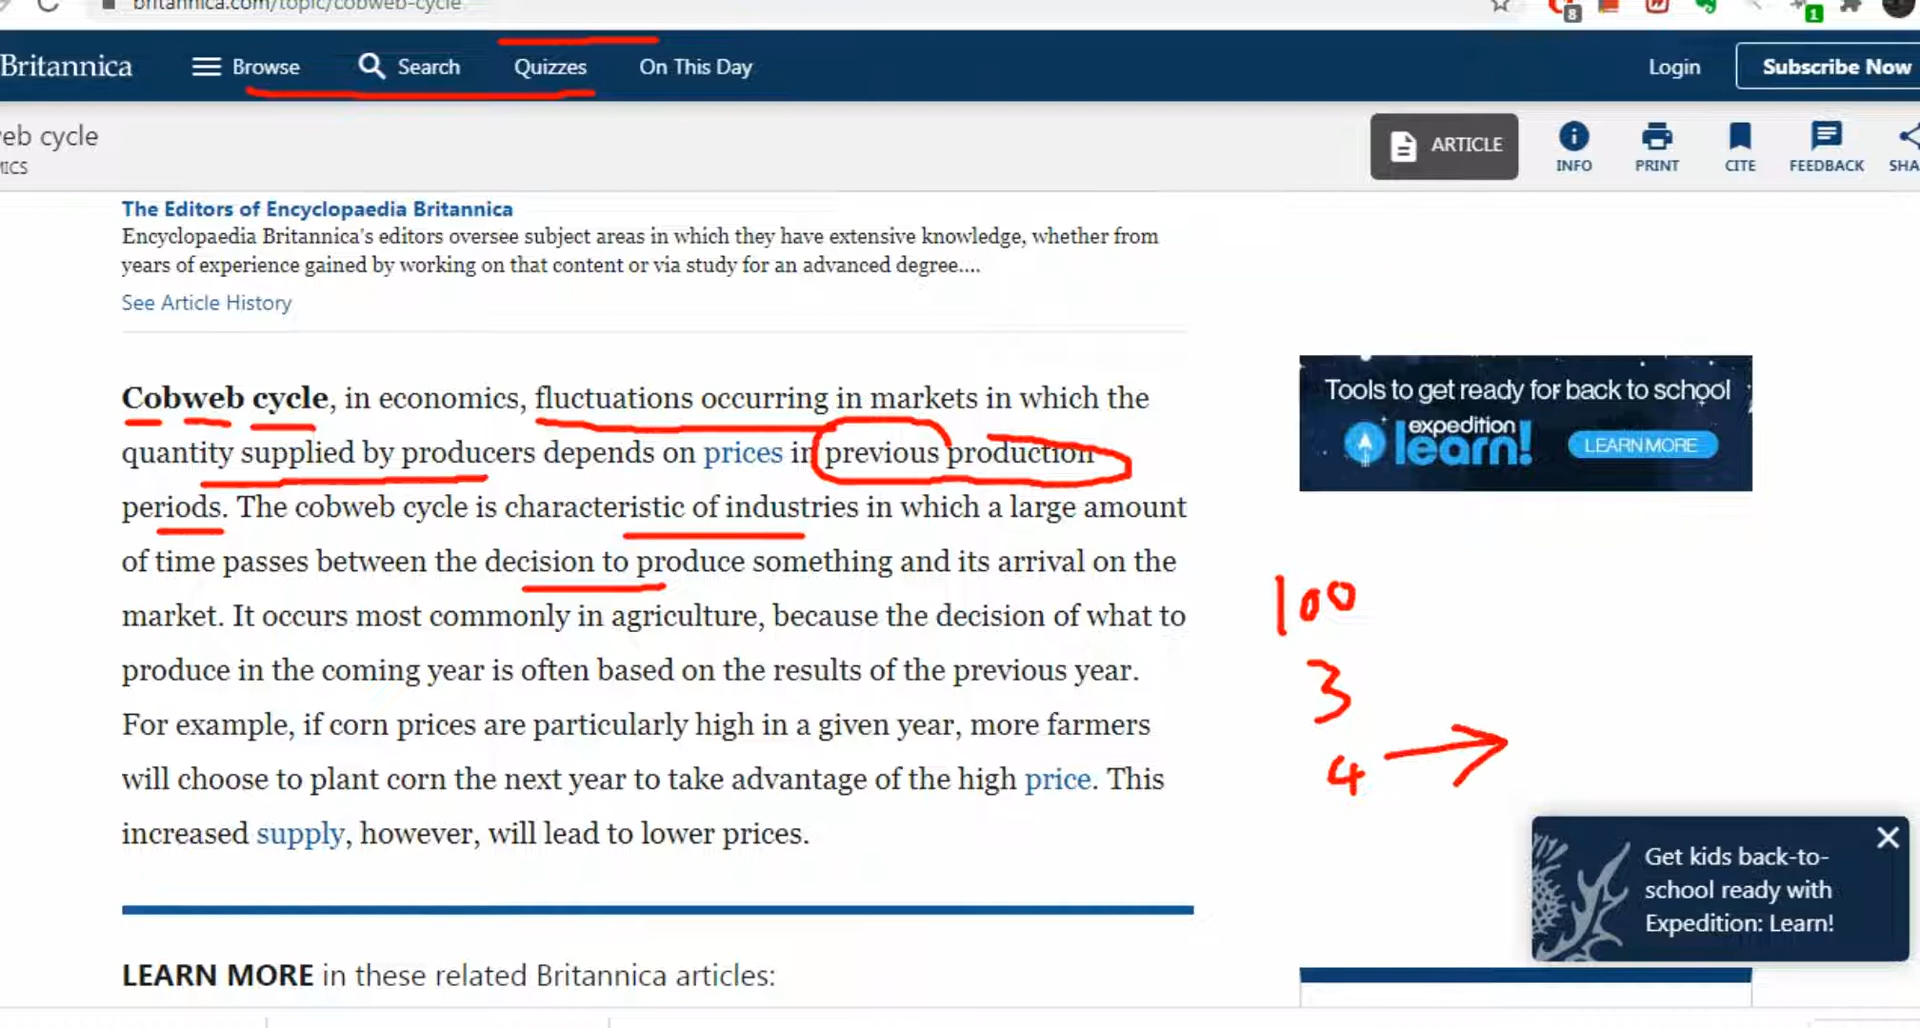 britannica.com/topic/cobweb-cycle
8
1
Britannica
Browse
Search
Quizzes
On This Day
Login
Subscribe Now
eb cycle
MICS
ARTICLE
INFO
PRINT
CITE
FEEDBACK
SHA
The Editors of Encyclopaedia Britannica
Encyclopaedia Britannica's editors oversee subject areas in which they have extensive knowledge, whether from
years of experience gained by working on that content or via study for an advanced degree....
See Article History
Cobweb cycle, in economics, fluctuations occurring in markets in which the
quantity supplied by producers depends on prices in previous production
periods. The cobweb cycle is characteristic of industries in which a large amount
of time passes between the decision to produce something and its arrival on the
market. It occurs most commonly in agriculture, because the decision of what to
produce in the coming year is often based on the results of the previous year.
For example, if corn prices are particularly high in a given year, more farmers
will choose to plant corn the next year to take advantage of the high price. This
increased supply, however, will lead to lower prices.
Tools to get ready for back to school
expedition
learn!
LEARN MORE
100
3
4
Get kids back-to-
school ready with
Expedition: Learn!
LEARN MORE in these related Britannica articles: